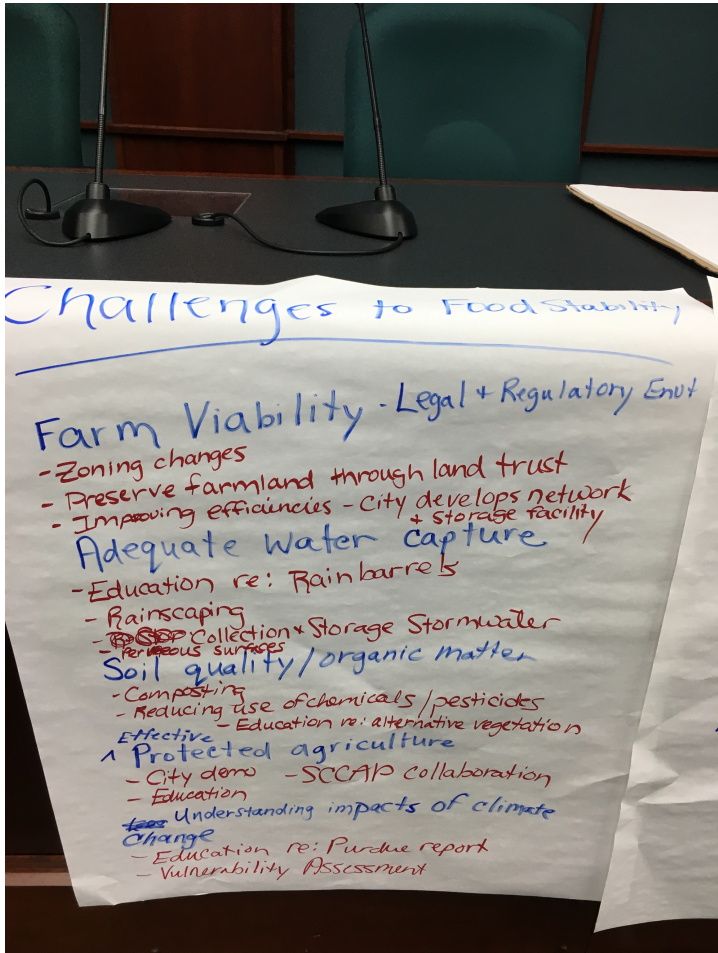 Challenges to Food Stability
Farm Viability - Legal + Regulatory Envt
- Zoning changes
- Preserve farmland through land trust
- Improving efficiencies - City develops network
+ Storage facility
Adequate Water Capture
- Education re: Rainbarrels
- Rainscaping
- Collection + Storage Stormwater
- Permeous surfaces
Soil quality/organic matter
- Composting
- Reducing use of chemicals/pesticides
- Education re: alternative vegetation
Effective
^ Protected agriculture
- City demo - SCCAP collaboration
- Education
Understanding impacts of climate
Change
- Education re: Purdue report
- Vulnerability Assessment